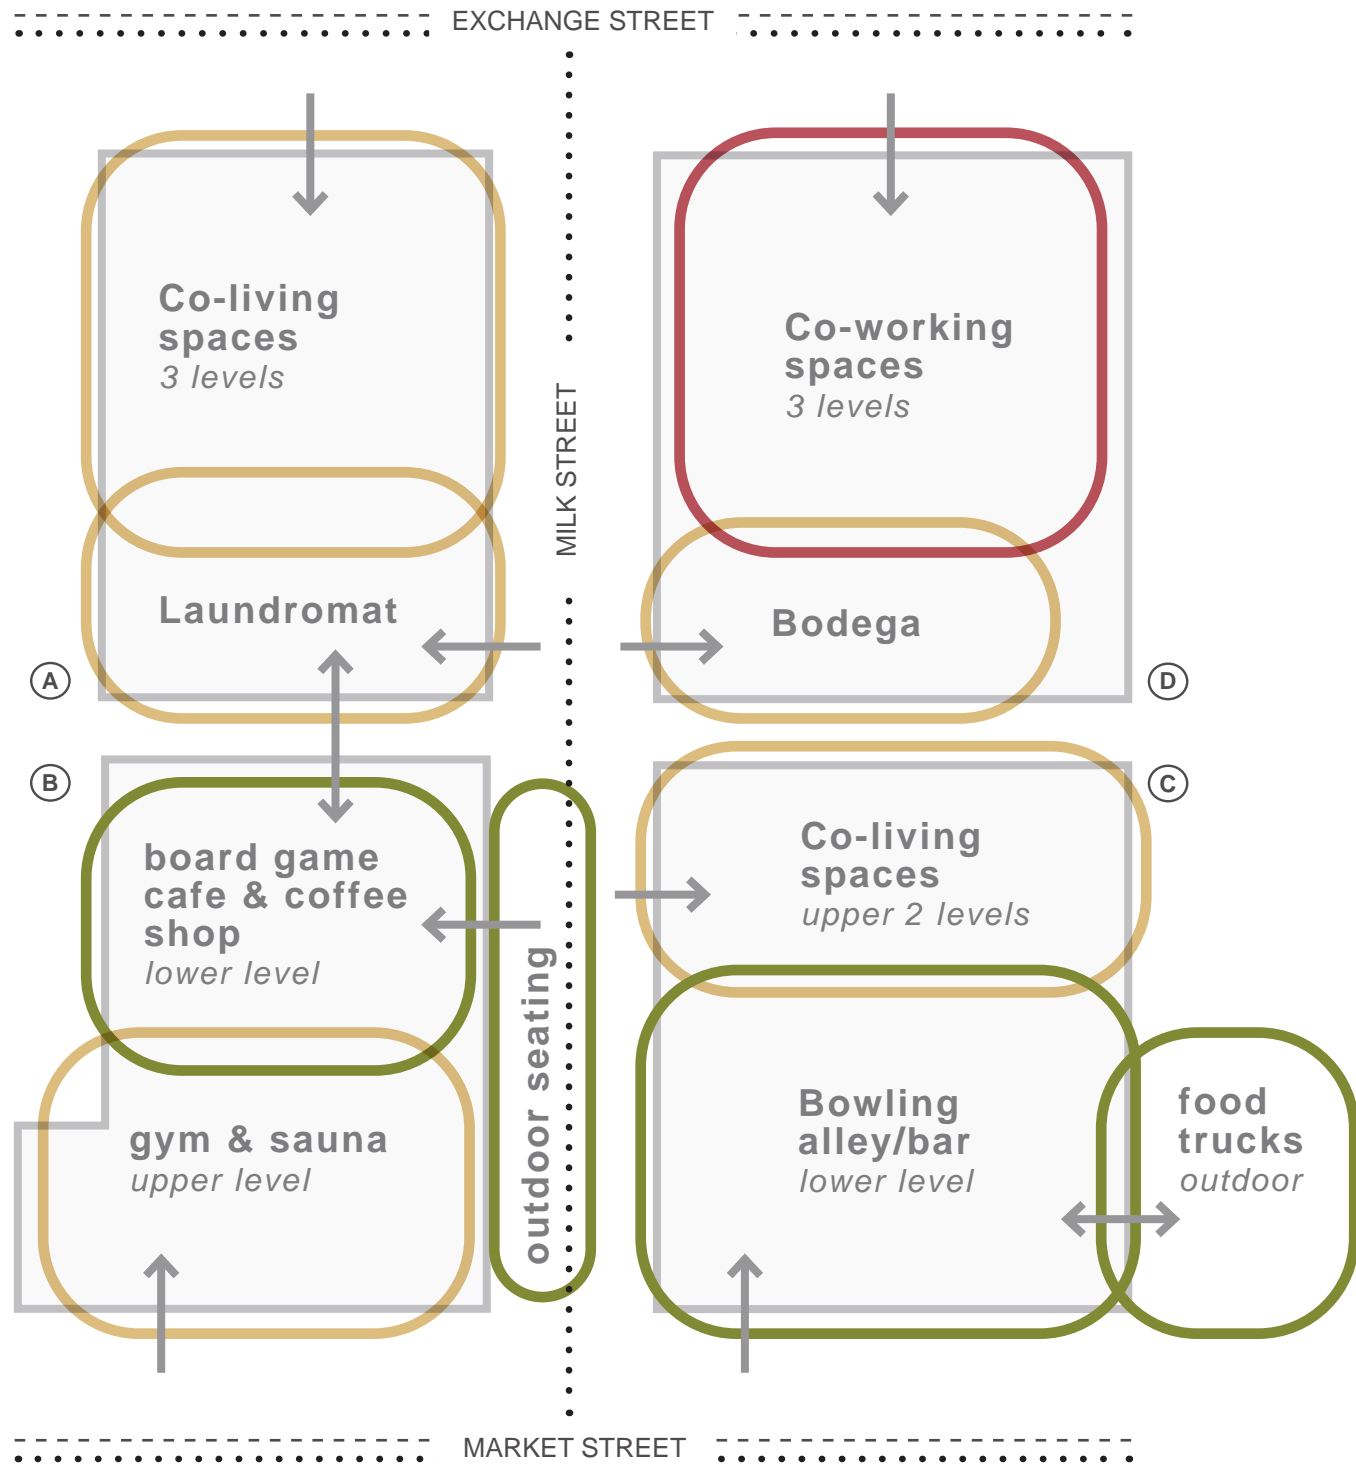 EXCHANGE STREET
Co-living
spaces
3 levels
Co-working
spaces
3 levels
MILK STREET
Laundromat
Bodega
A
D
B
C
board game
cafe & coffee
shop
lower level
Co-living
spaces
upper 2 levels
outdoor seating
gym & sauna
upper level
Bowling
alley/bar
lower level
food
trucks
outdoor
MARKET STREET